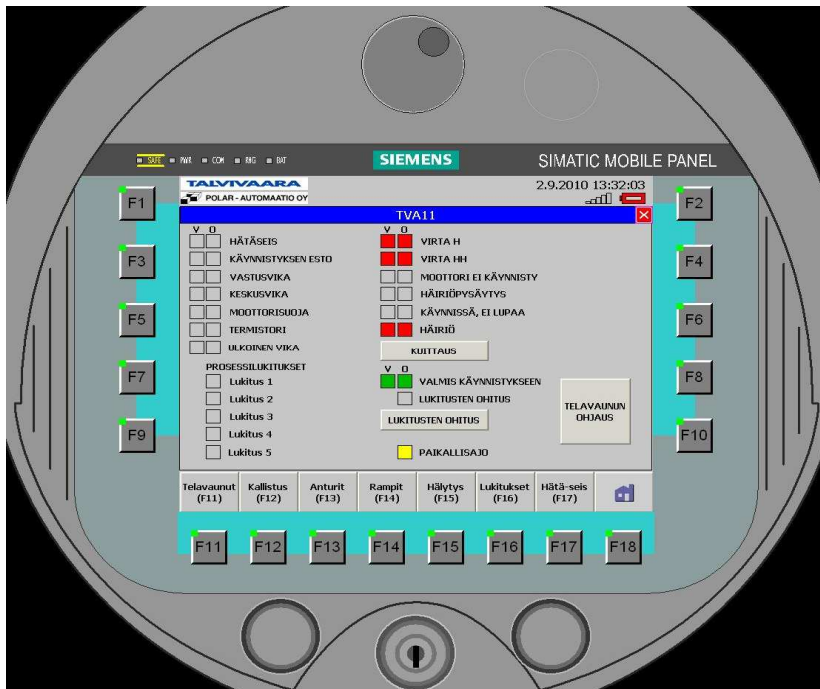 SAFE PWR COM RNG BAT
SIEMENS
SIMATIC MOBILE PANEL
TALVIVAARA
POLAR - AUTOMAATIO OY
2.9.2010 13:32:03
TVA11
V O
HÄTÄSEIS
KÄYNNISTYKSEN ESTO
VASTUSVIKA
KESKUSVIKA
MOOTTORISUOJA
TERMISTORI
ULKOINEN VIKA
PROSESSILUKITUKSET
Lukitus 1
Lukitus 2
Lukitus 3
Lukitus 4
Lukitus 5
V O
VIRTA H
VIRTA HH
MOOTTORI EI KÄYNNISTY
HÄIRIÖPYSÄYTYS
KÄYNNISSÄ, EI LUPAA
HÄIRIÖ
KUITTAUS
V O
VALMIS KÄYNNISTYKSEEN
LUKITUSTEN OHITUS
LUKITUSTEN OHITUS
PAIKALLISAJO
TELAVAUNUN
OHJAUS
Telavaunut
(F11)
Kallistus
(F12)
Anturit
(F13)
Rampit
(F14)
Hälytys
(F15)
Lukitukset
(F16)
Hätä-seis
(F17)
F1
F3
F5
F7
F9
F2
F4
F6
F8
F10
F11 F12 F13 F14 F15 F16 F17 F18